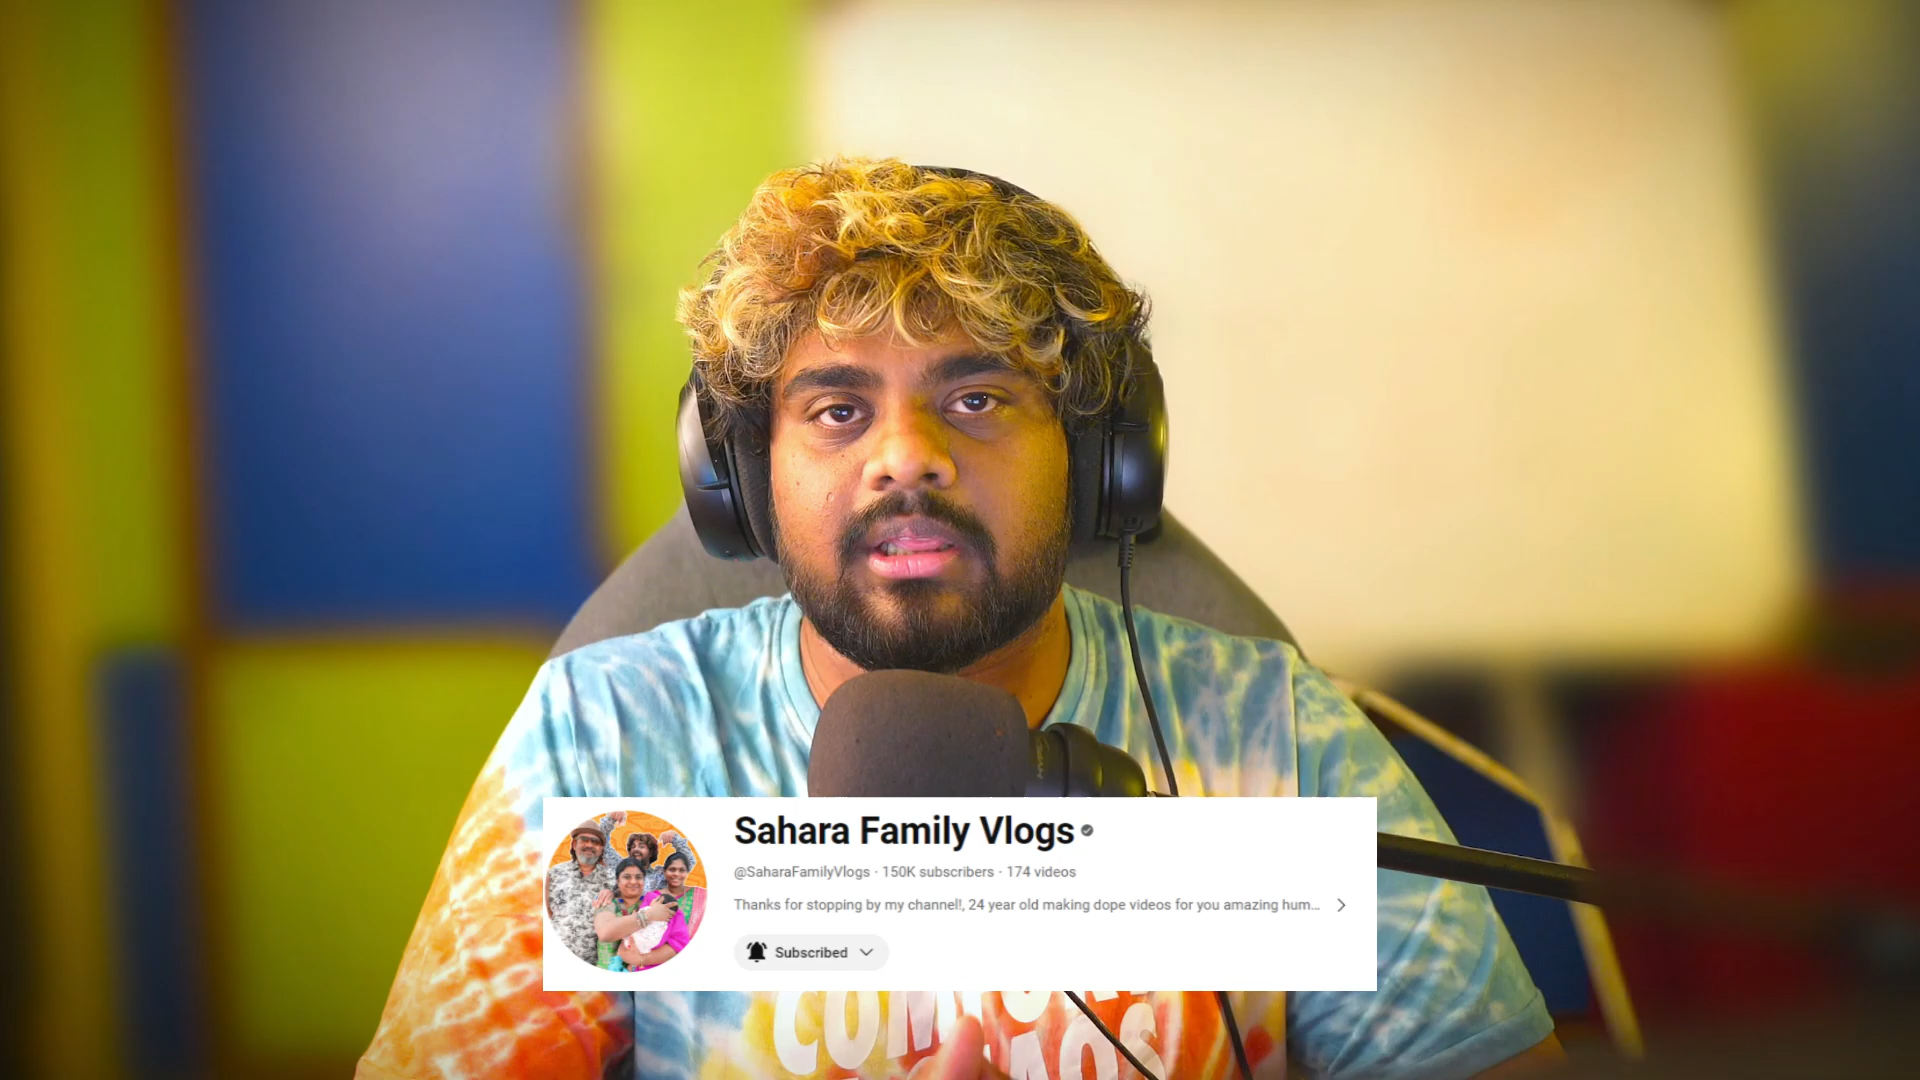 Sahara Family Vlogs
@SaharaFamilyVlogs · 150K subscribers · 174 videos
Thanks for stopping by my channel!, 24 year old making dope videos for you amazing hum...
Subscribed